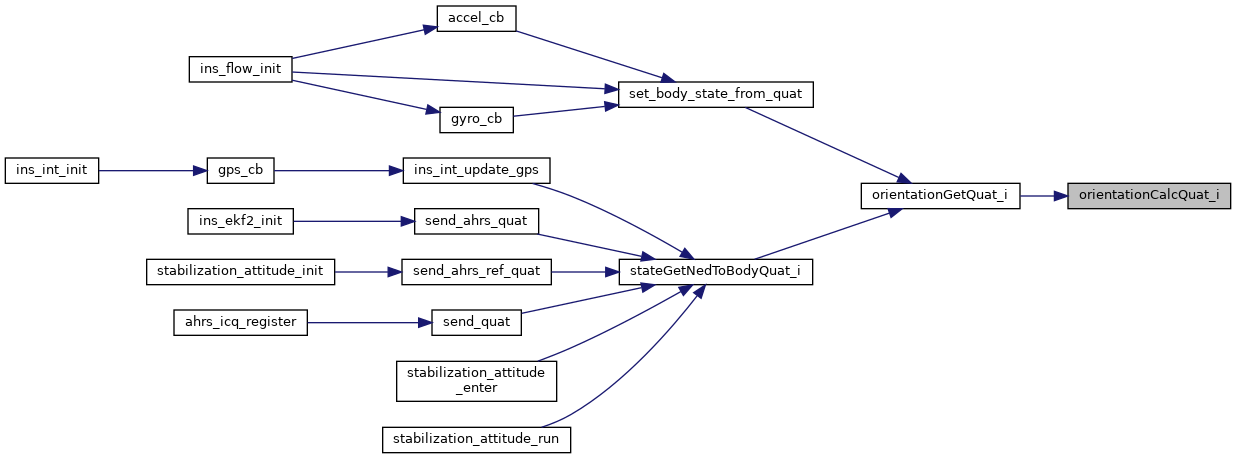 accel_cb
ins_flow_init
set_body_state_from_quat
gyro_cb
ins_int_init
gps_cb
ins_int_update_gps
orientationGetQuat_i
orientationCalcQuat_i
ins_ekf2_init
send_ahrs_quat
stabilization_attitude_init
send_ahrs_ref_quat
stateGetNedToBodyQuat_i
ahrs_icq_register
send_quat
stabilization_attitude
_enter
stabilization_attitude_run